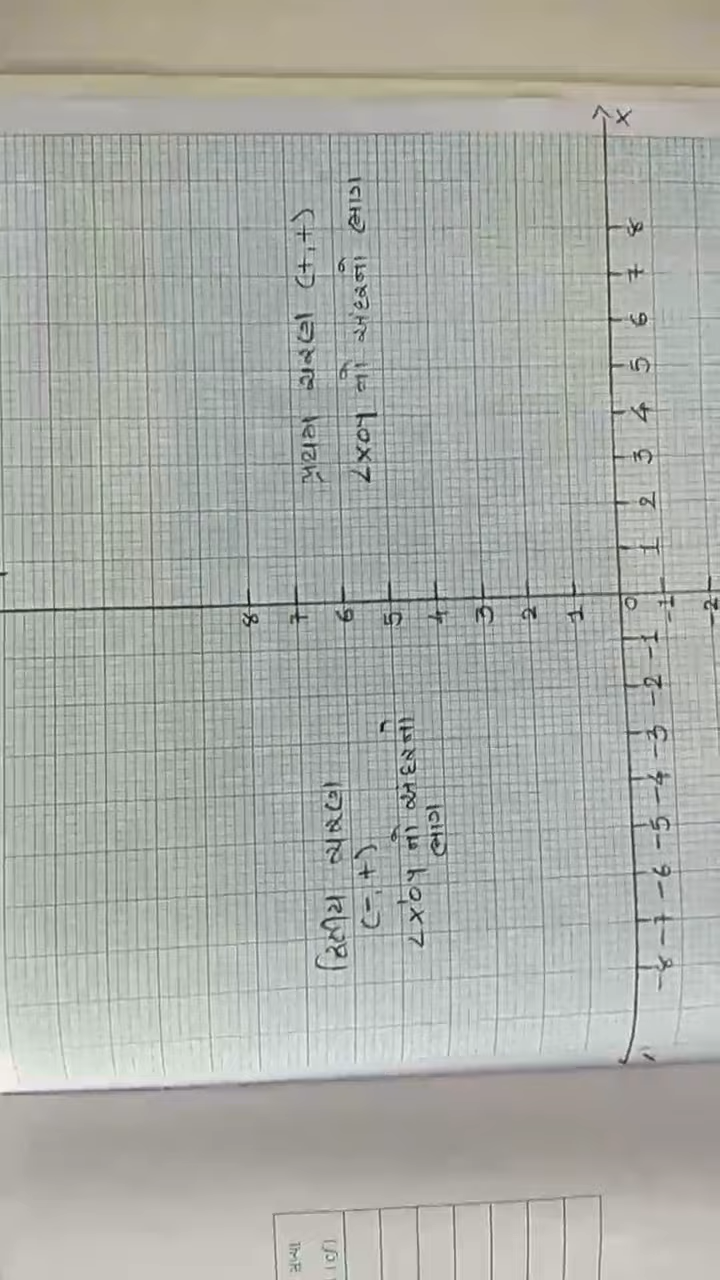 પ્રથમ ચરણ (+,+)
∠XOY નો અંદરનો ભાગ
દ્વિતીય ચરણ
(-,+)
∠X'OY નો અંદરનો
ભાગ
8
7
6
5
4
3
2
1
-8 -7 -6 -5 -4 -3 -2 -1 0 1 2 3 4 5 6 7 8 X
-1
-2